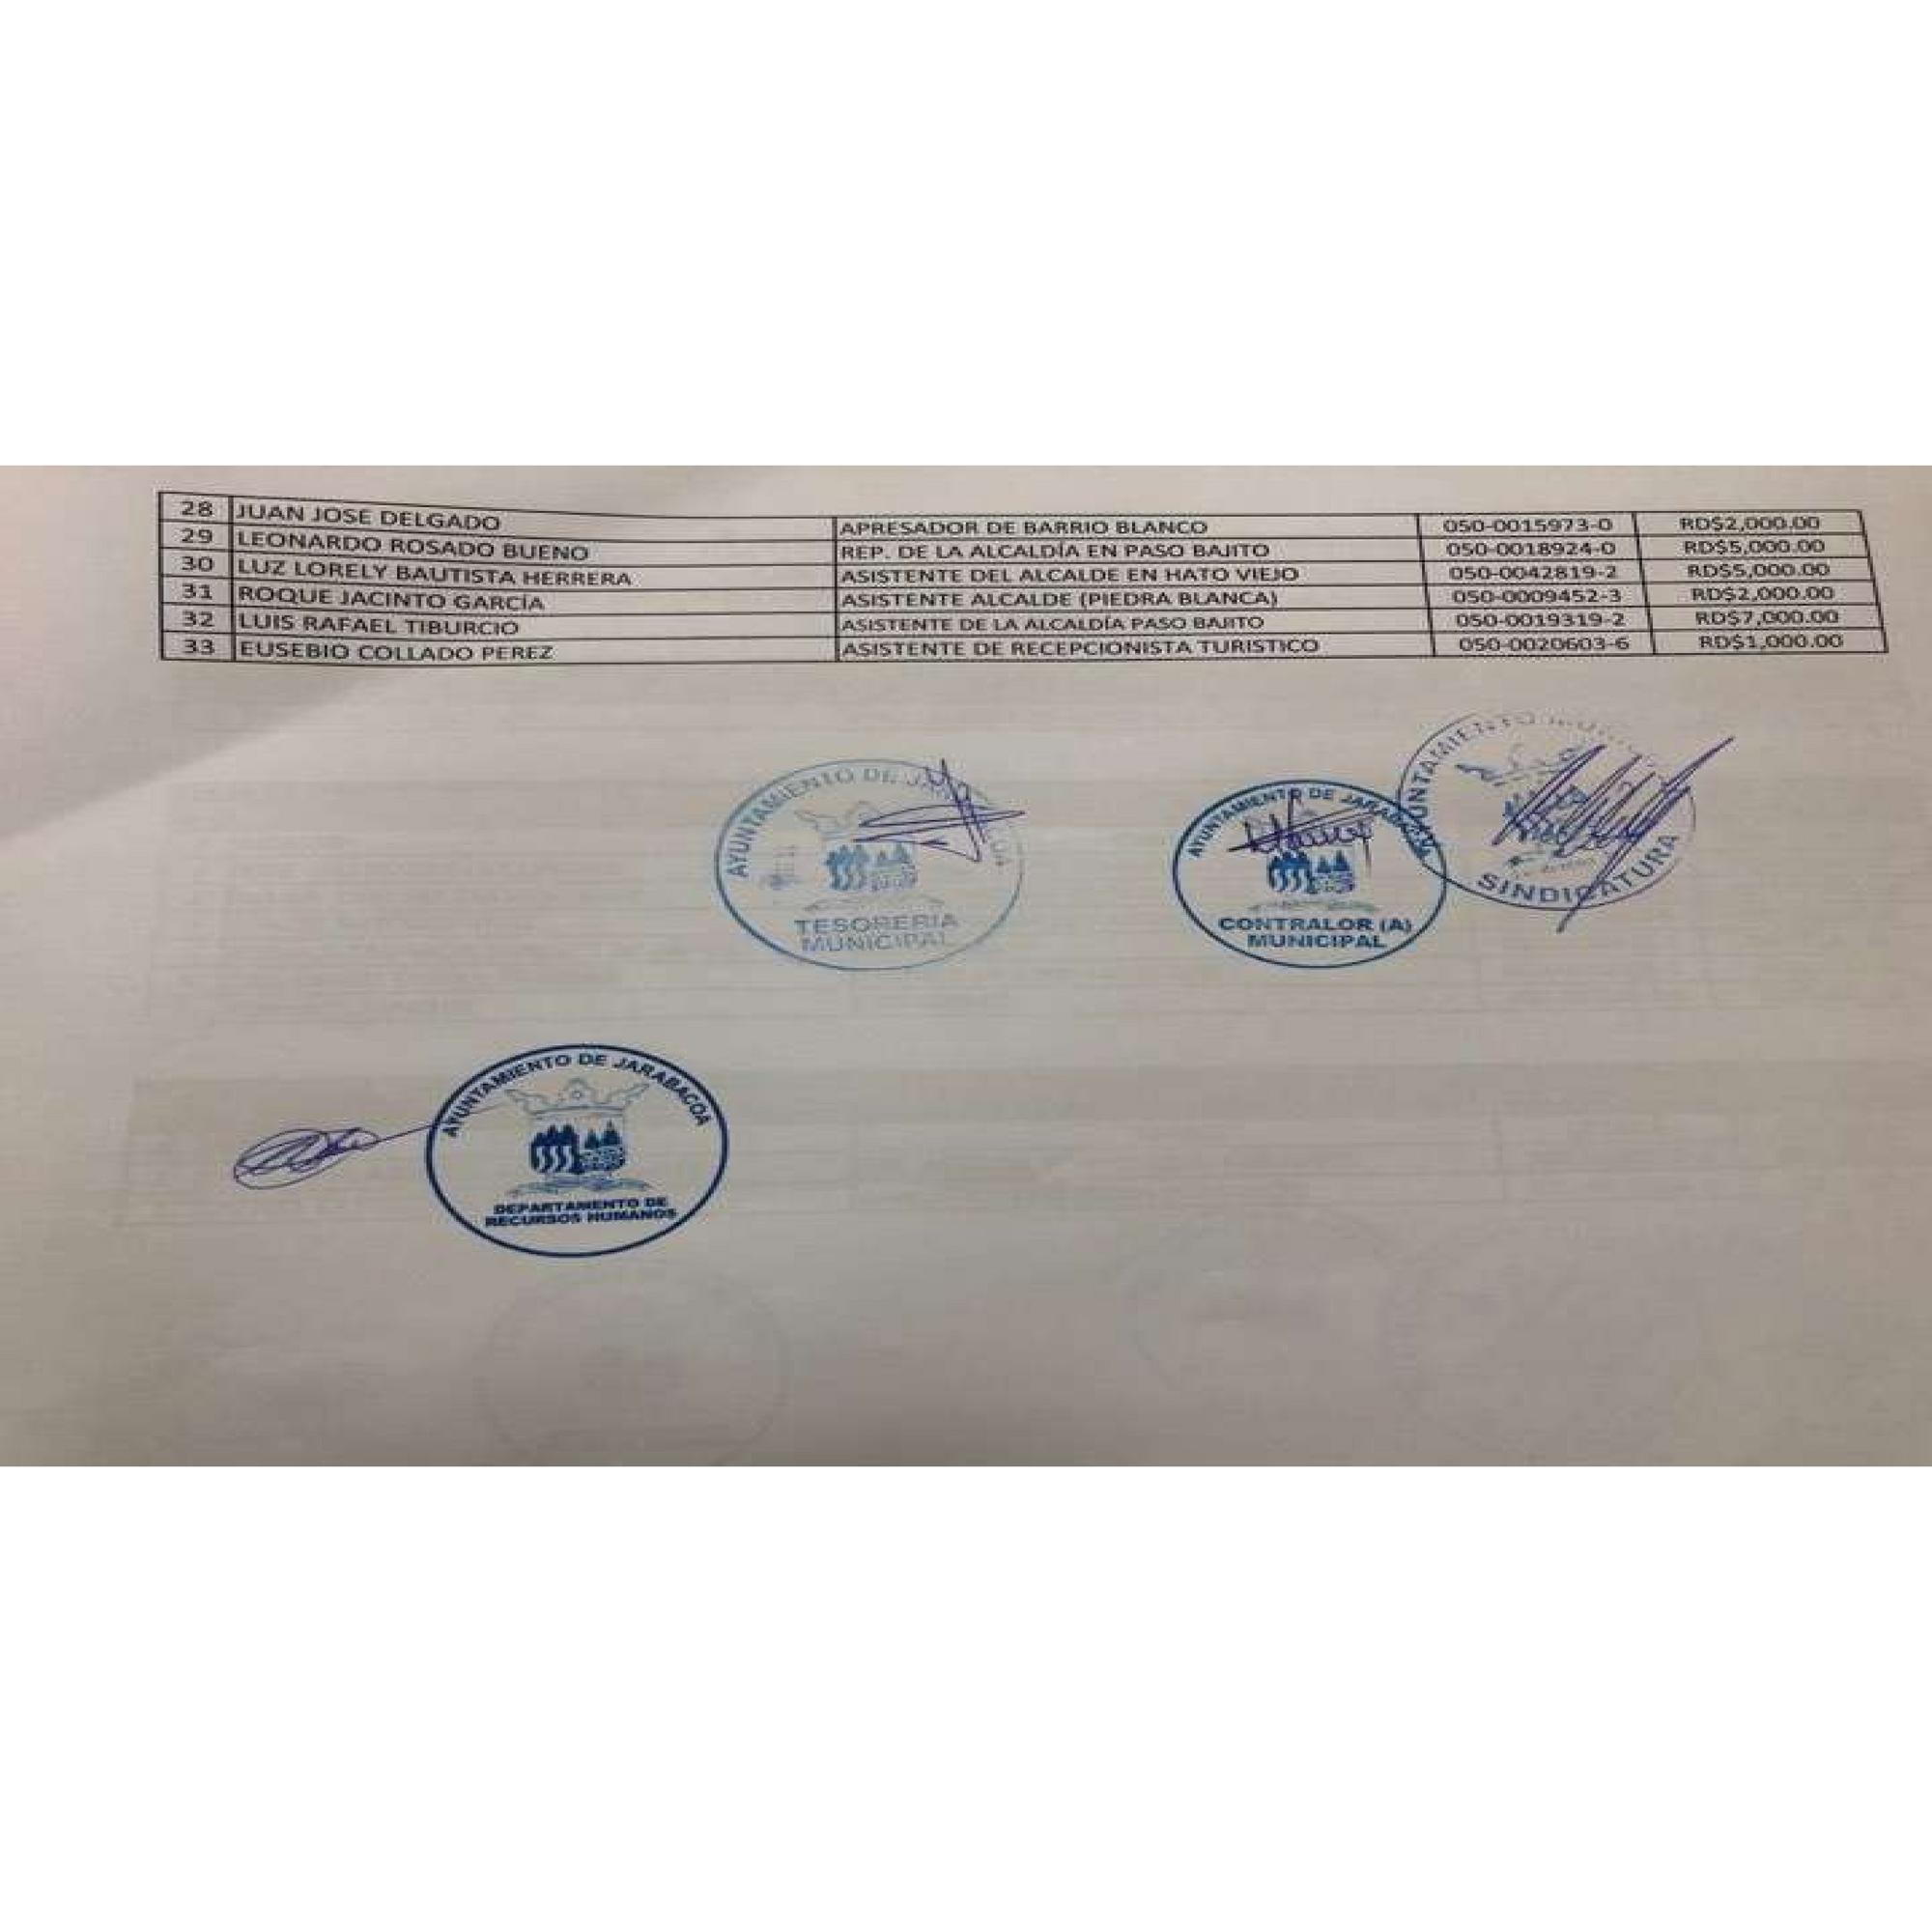 28 JUAN JOSE DELGADO APRESADOR DE BARRIO BLANCO 050-0015973-0 RD$2,000.00
29 LEONARDO ROSADO BUENO REP. DE LA ALCALDÍA EN PASO BAJITO 050-0018924-0 RD$5,000.00
30 LUZ LORELY BAUTISTA HERRERA ASISTENTE DEL ALCALDE EN HATO VIEJO 050-0042819-2 RD$5,000.00
31 ROQUE JACINTO GARCÍA ASISTENTE ALCALDE (PIEDRA BLANCA) 050-0009452-3 RD$2,000.00
32 LUIS RAFAEL TIBURCIO ASISTENTE DE LA ALCALDÍA PASO BAJITO 050-0019319-2 RD$7,000.00
33 EUSEBIO COLLADO PEREZ ASISTENTE DE RECEPCIONISTA TURISTICO 050-0020603-6 RD$1,000.00
AYUNTAMIENTO DE
TESORERIA
MUNICIPAL
AYUNTAMIENTO DE JARABACOA
CONTRALOR (A)
MUNICIPAL
AYUNTAMIENTO
SINDICATURA
AYUNTAMIENTO DE JARABACOA
DEPARTAMENTO DE
RECURSOS HUMANOS